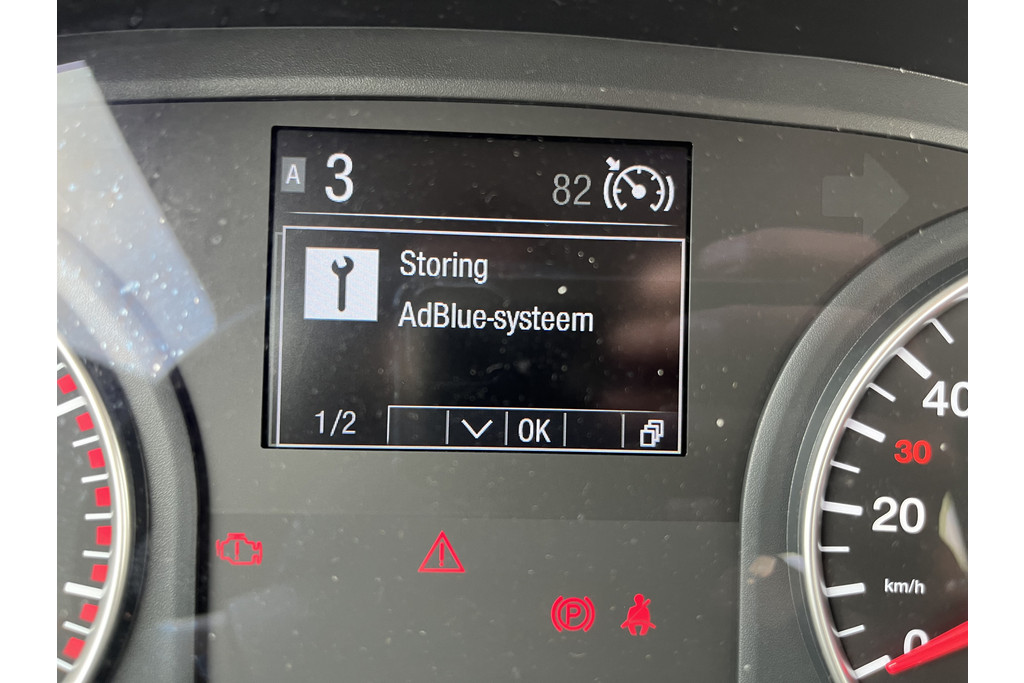 A 3
82
Storing
AdBlue-systeem
1/2
OK
40
30
20
km/h
0
P